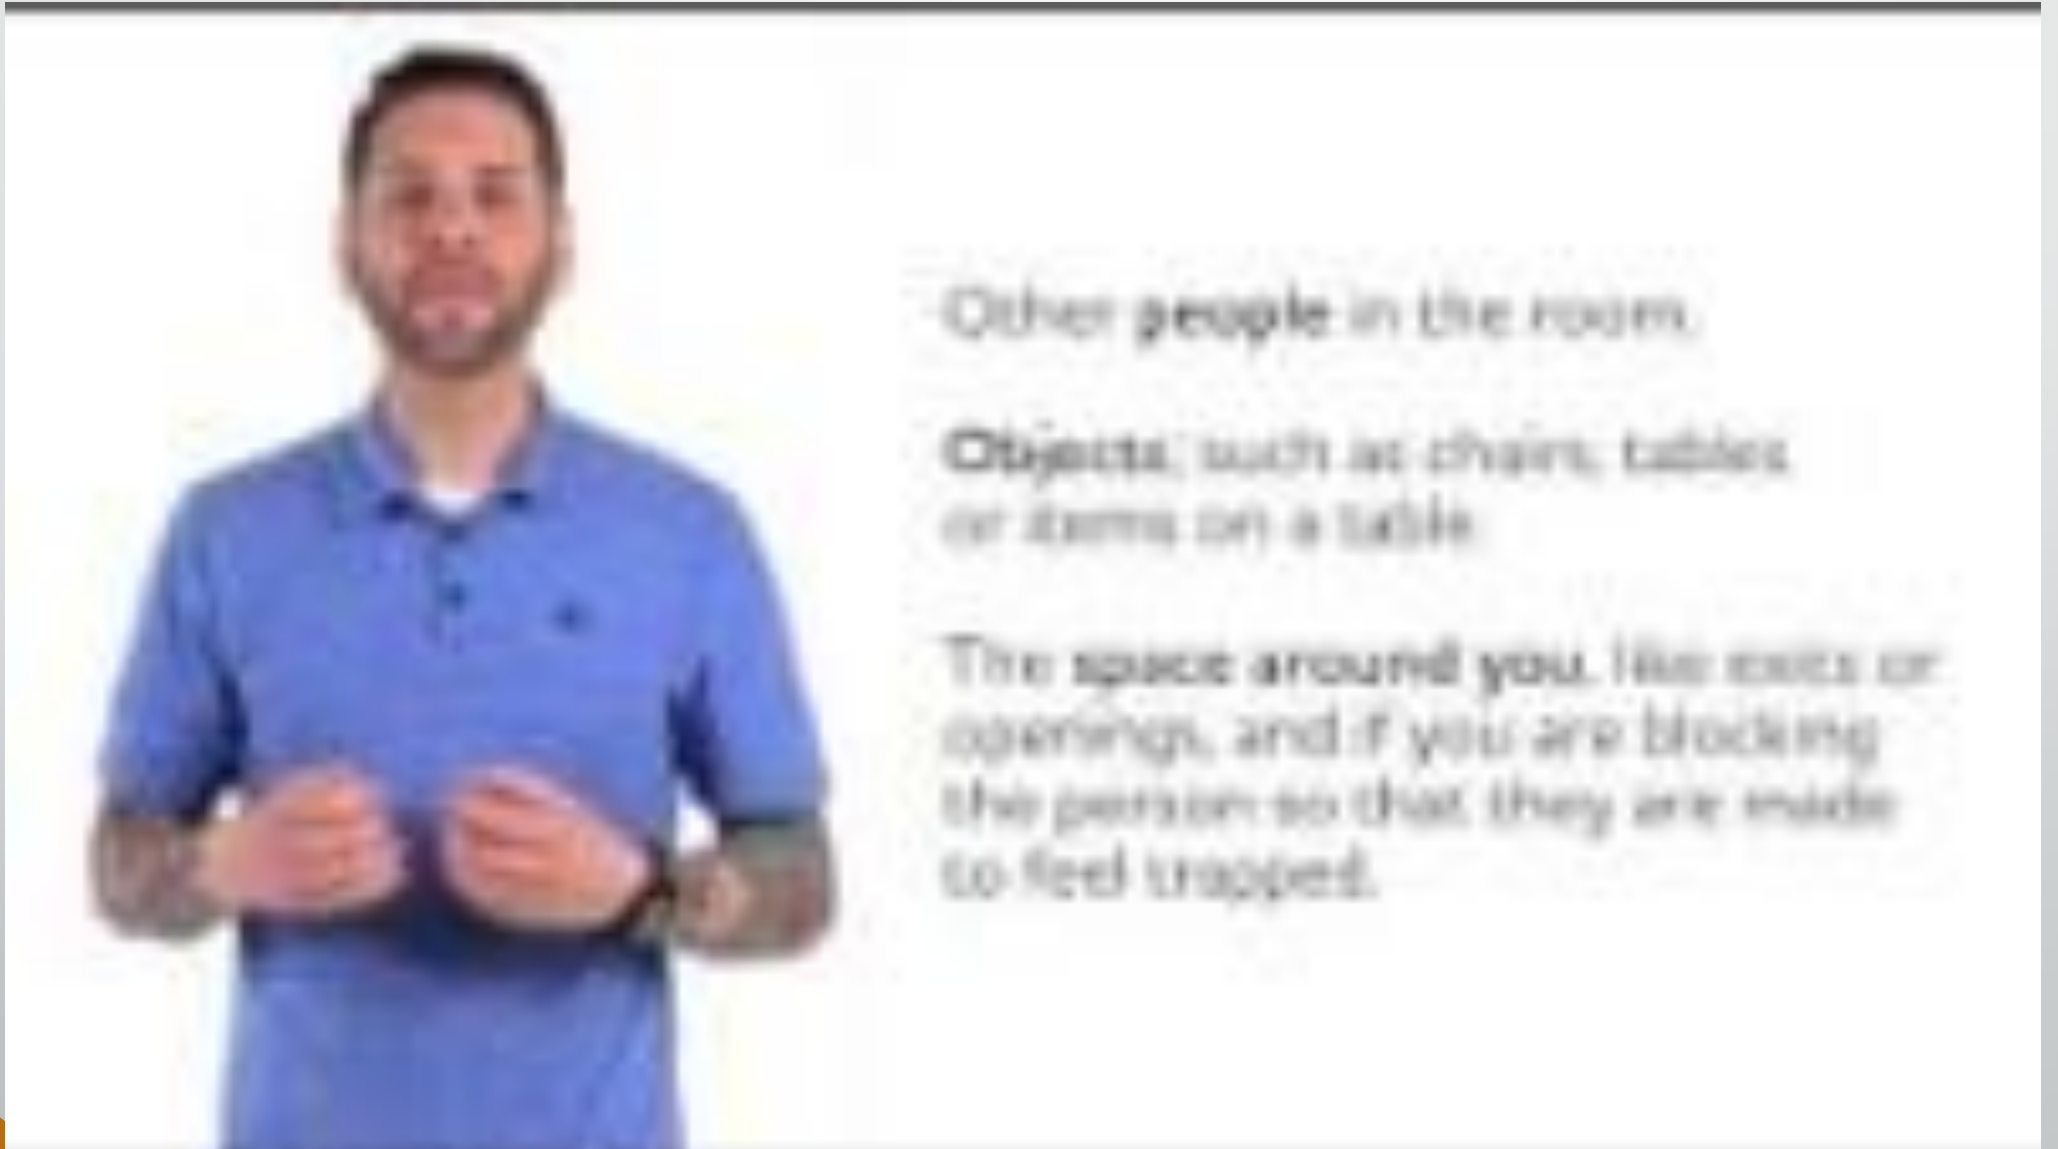 Other people in the room.
Objects, such as chairs, tables
or items on a table.
The space around you, like exits or
openings, and if you are blocking
the person so that they are made
to feel trapped.